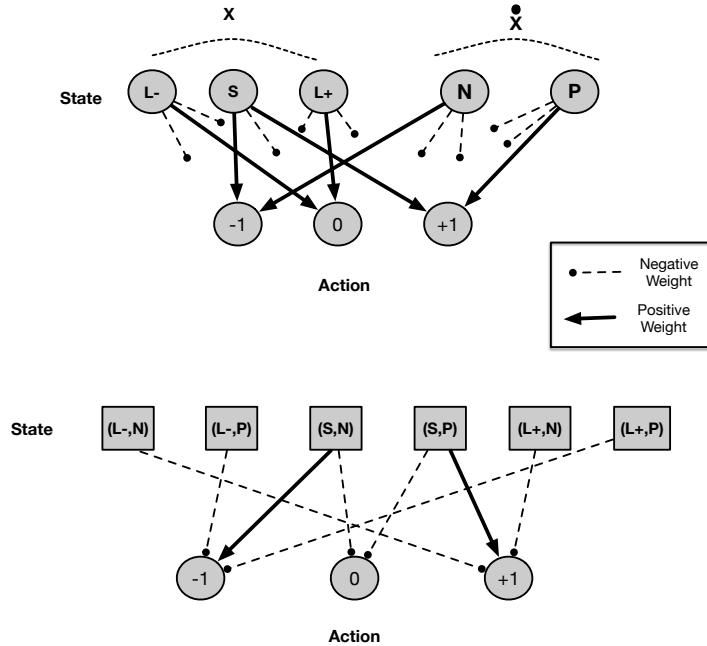 X Ẋ
State L- S L+ N P
-1 0 +1
Action
Negative
Weight
Positive
Weight
State (L-,N) (L-,P) (S,N) (S,P) (L+,N) (L+,P)
-1 0 +1
Action